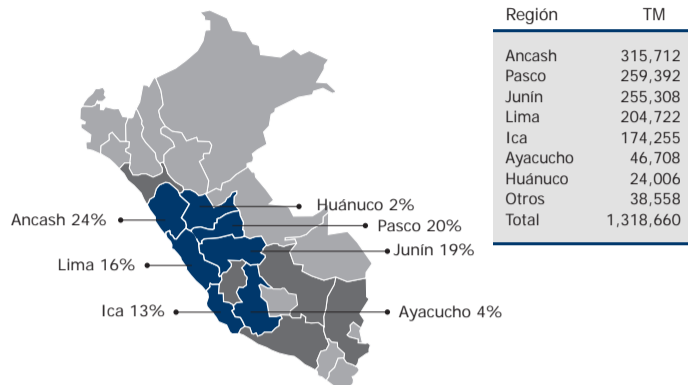 Región TM
Ancash 315,712
Pasco 259,392
Junín 255,308
Lima 204,722
Ica 174,255
Ayacucho 46,708
Huánuco 24,006
Otros 38,558
Total 1,318,660
Huánuco 2%
Ancash 24%
Pasco 20%
Junín 19%
Lima 16%
Ica 13%
Ayacucho 4%